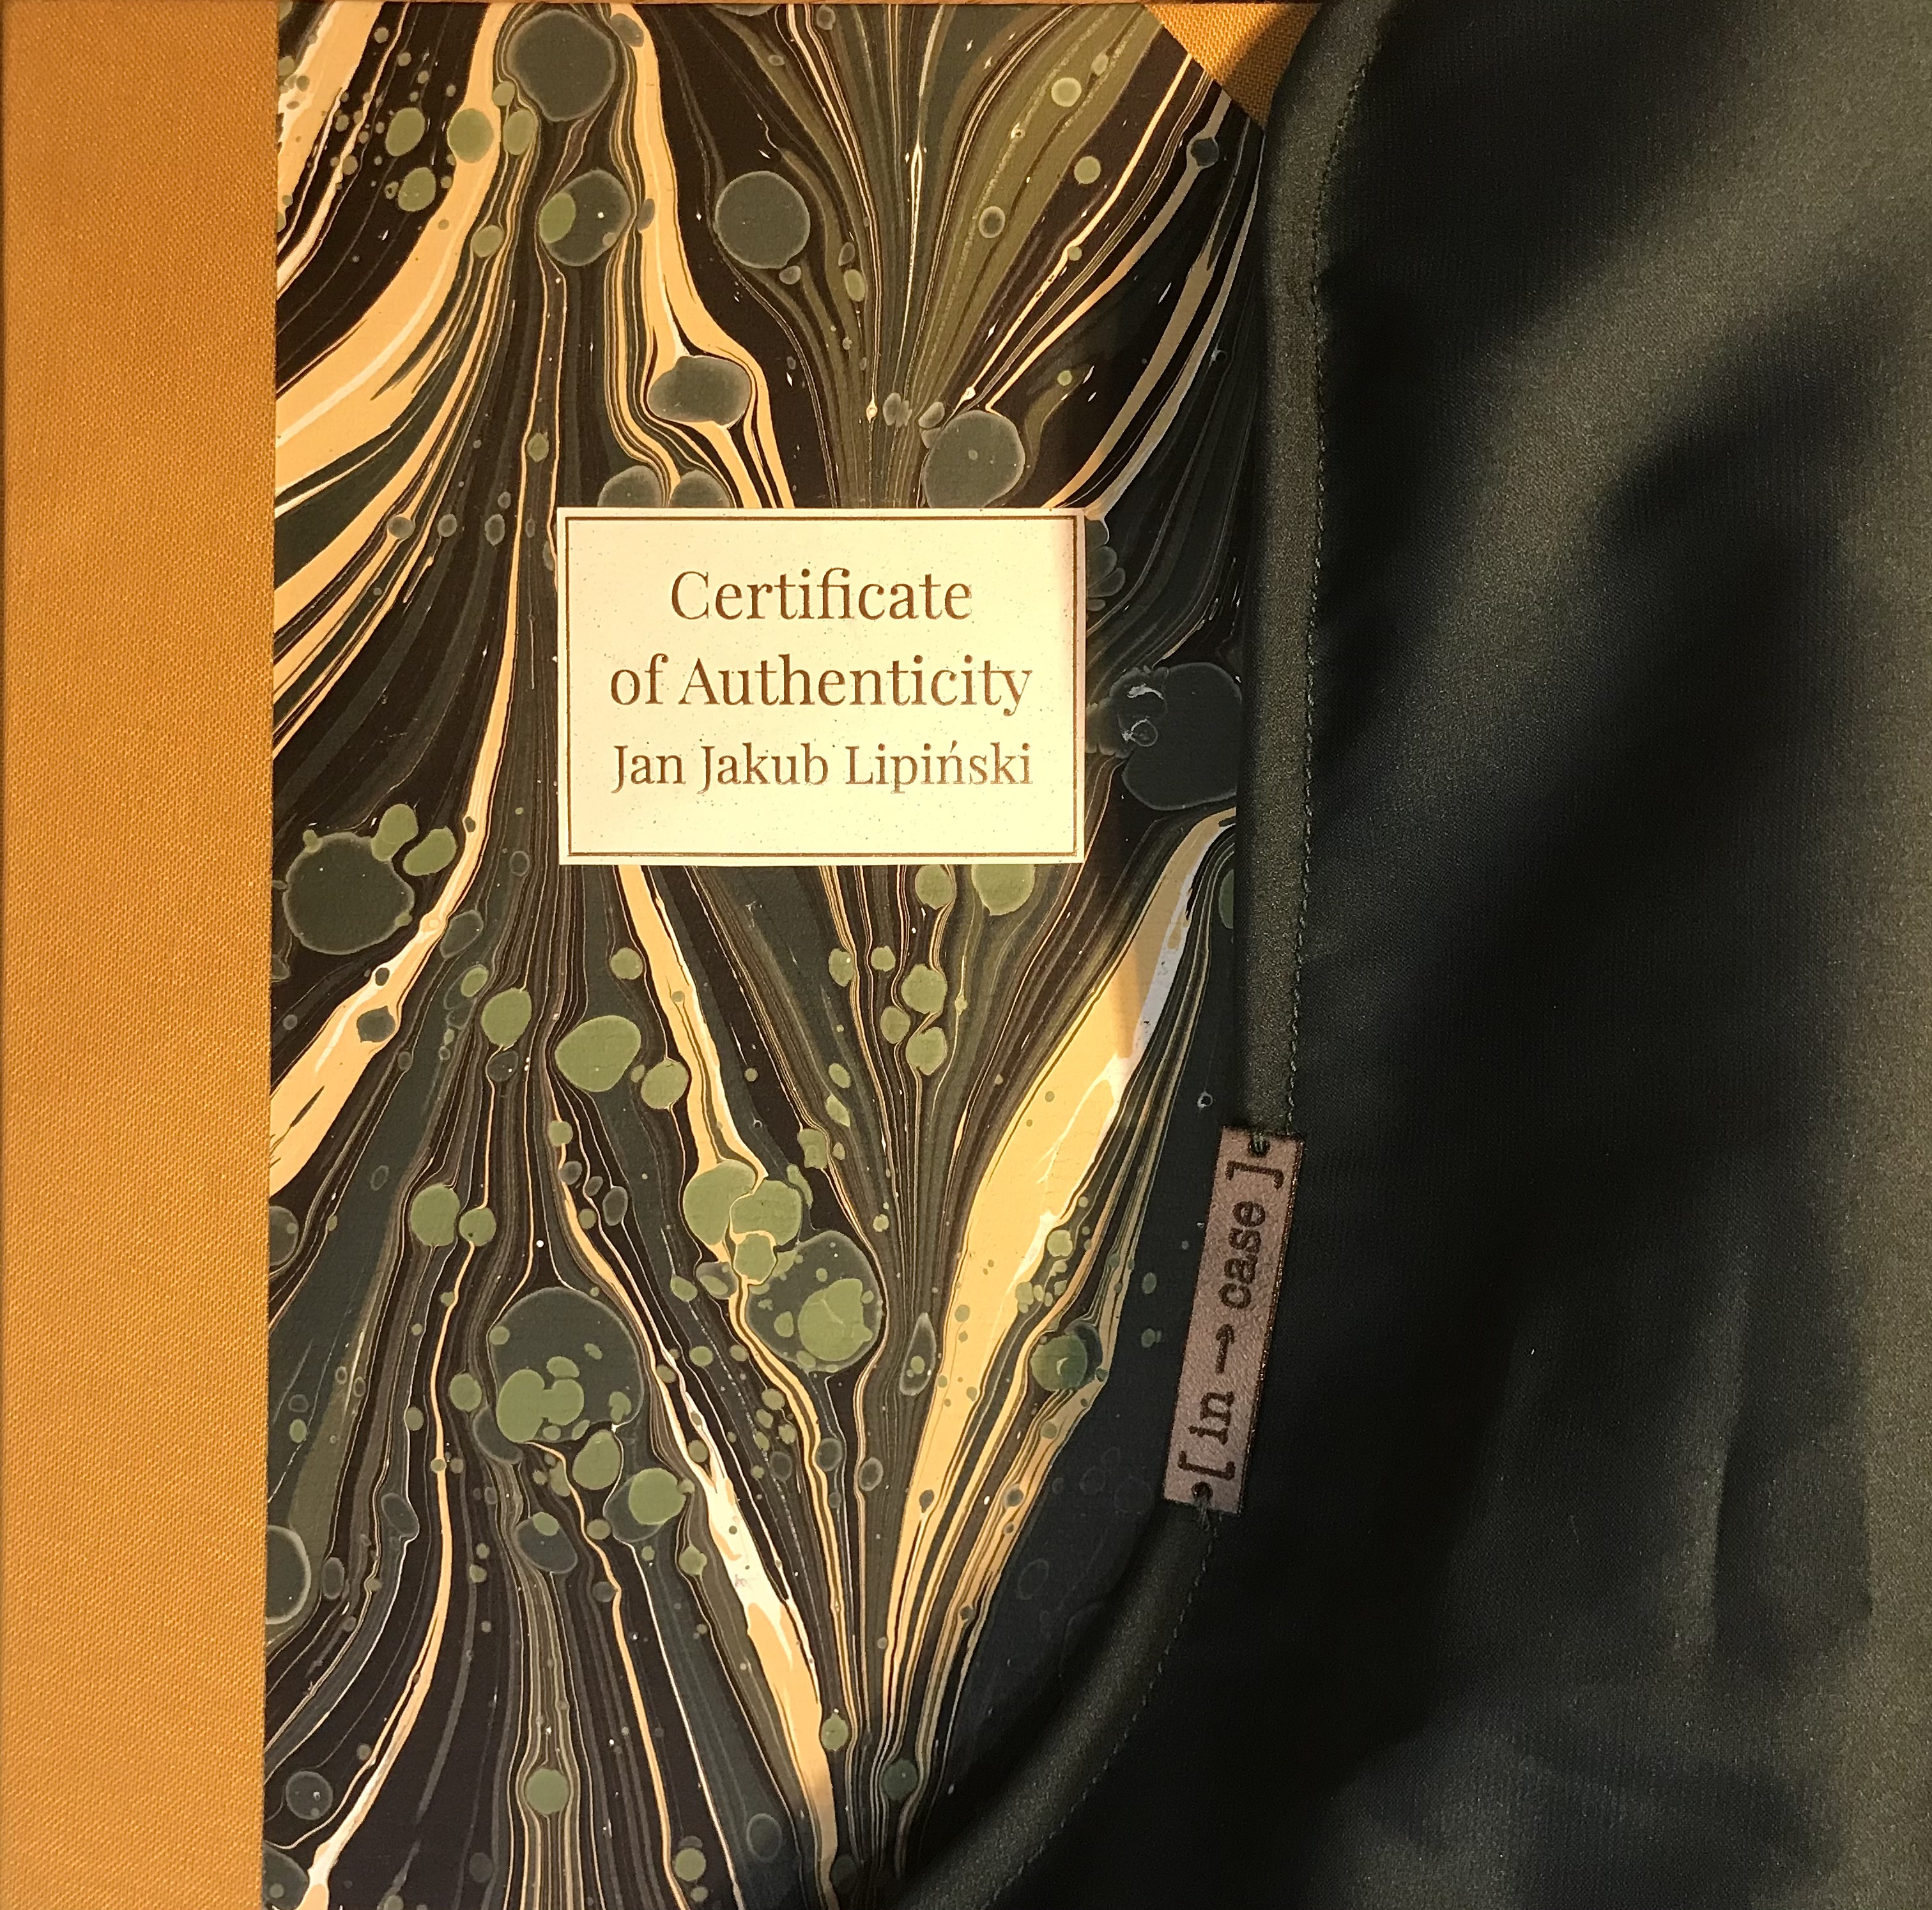 Certificate
of Authenticity
Jan Jakub Lipiński
[in→case]